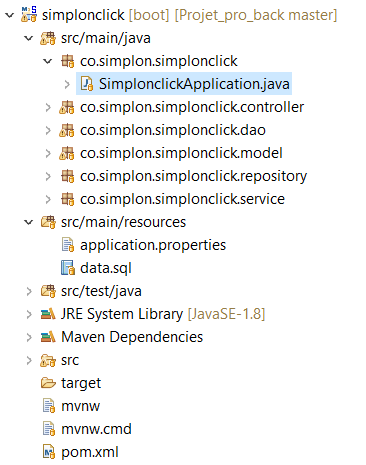 simplonclick [boot] [Projet_pro_back master]
src/main/java
co.simplon.simplonclick
SimplonclickApplication.java
co.simplon.simplonclick.controller
co.simplon.simplonclick.dao
co.simplon.simplonclick.model
co.simplon.simplonclick.repository
co.simplon.simplonclick.service
src/main/resources
application.properties
data.sql
src/test/java
JRE System Library [JavaSE-1.8]
Maven Dependencies
src
target
mvnw
mvnw.cmd
pom.xml